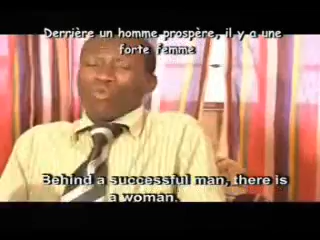 Derrière un homme prospère, il y a une
forte femme
Behind a successful man, there is
a woman.